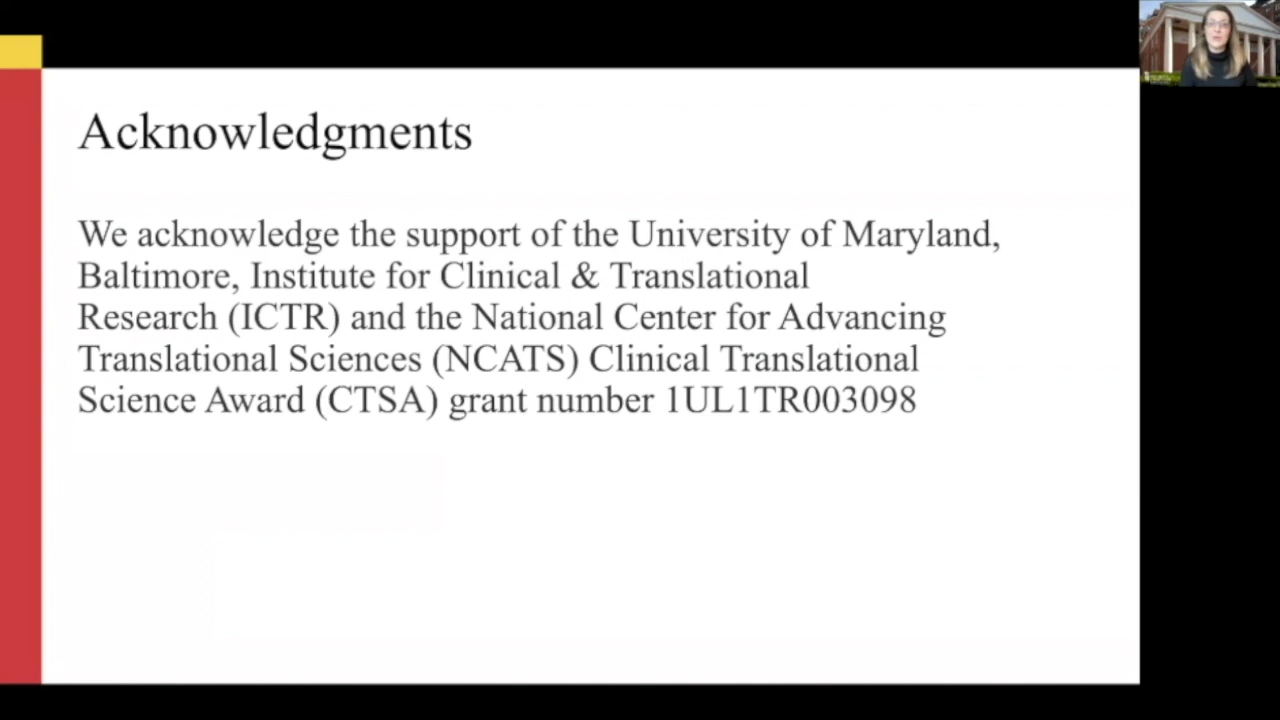 Acknowledgments
We acknowledge the support of the University of Maryland,
Baltimore, Institute for Clinical & Translational
Research (ICTR) and the National Center for Advancing
Translational Sciences (NCATS) Clinical Translational
Science Award (CTSA) grant number 1UL1TR003098